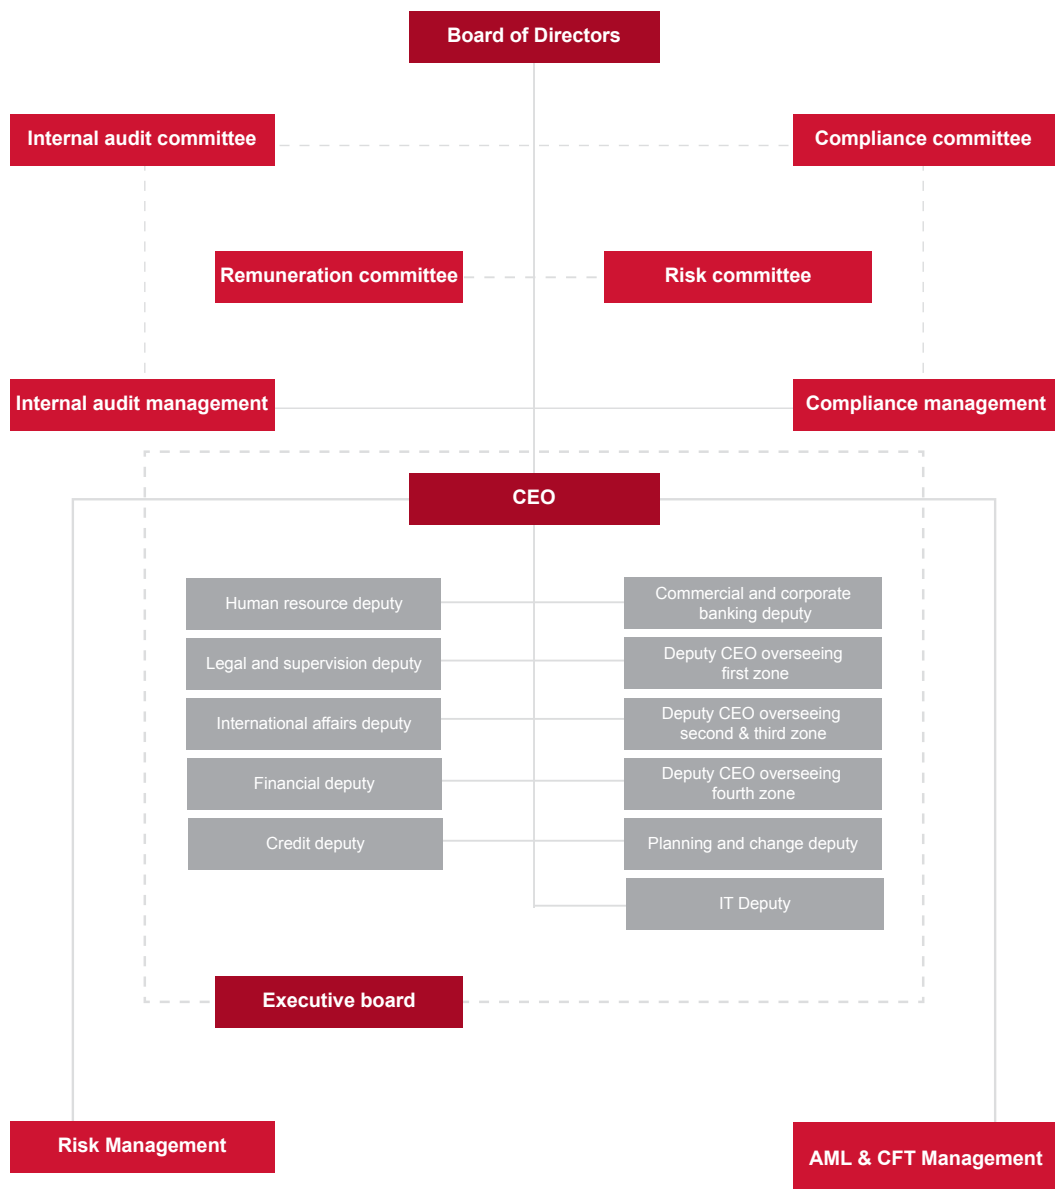 Board of Directors
Internal audit committee
Compliance committee
Remuneration committee
Risk committee
Internal audit management
Compliance management
CEO
Human resource deputy
Commercial and corporate
banking deputy
Legal and supervision deputy
Deputy CEO overseeing
first zone
International affairs deputy
Deputy CEO overseeing
second & third zone
Financial deputy
Deputy CEO overseeing
fourth zone
Credit deputy
Planning and change deputy
IT Deputy
Executive board
Risk Management
AML & CFT Management